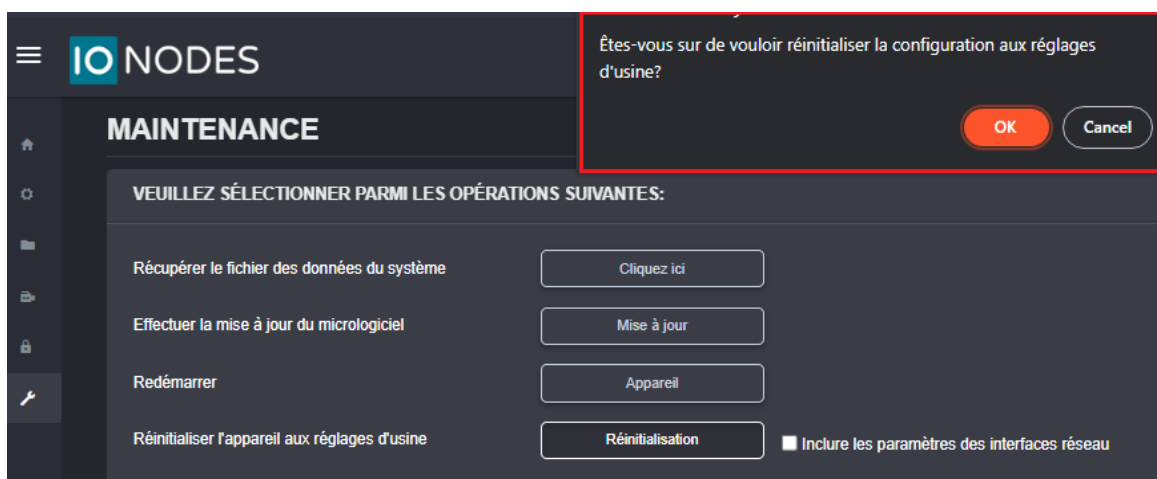 Êtes-vous sur de vouloir réinitialiser la configuration aux réglages
d'usine?
OK Cancel
IO NODES
MAINTENANCE
VEUILLEZ SÉLECTIONNER PARMI LES OPÉRATIONS SUIVANTES:
Récupérer le fichier des données du système Cliquez ici
Effectuer la mise à jour du micrologiciel Mise à jour
Redémarrer Appareil
Réinitialiser l'appareil aux réglages d'usine Réinitialisation Inclure les paramètres des interfaces réseau